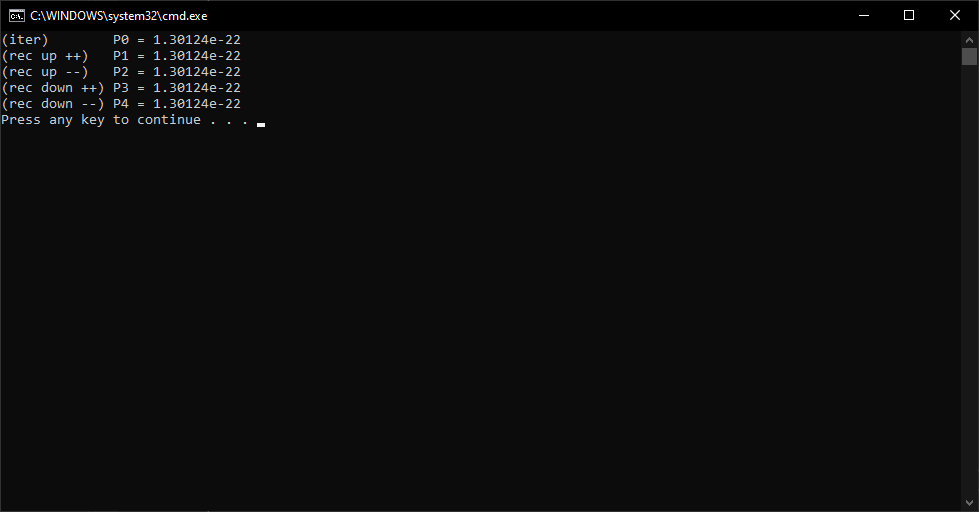 C:\WINDOWS\system32\cmd.exe
(iter)        P0 = 1.30124e-22
(rec up ++)   P1 = 1.30124e-22
(rec up --)   P2 = 1.30124e-22
(rec down ++) P3 = 1.30124e-22
(rec down --) P4 = 1.30124e-22
Press any key to continue . . .